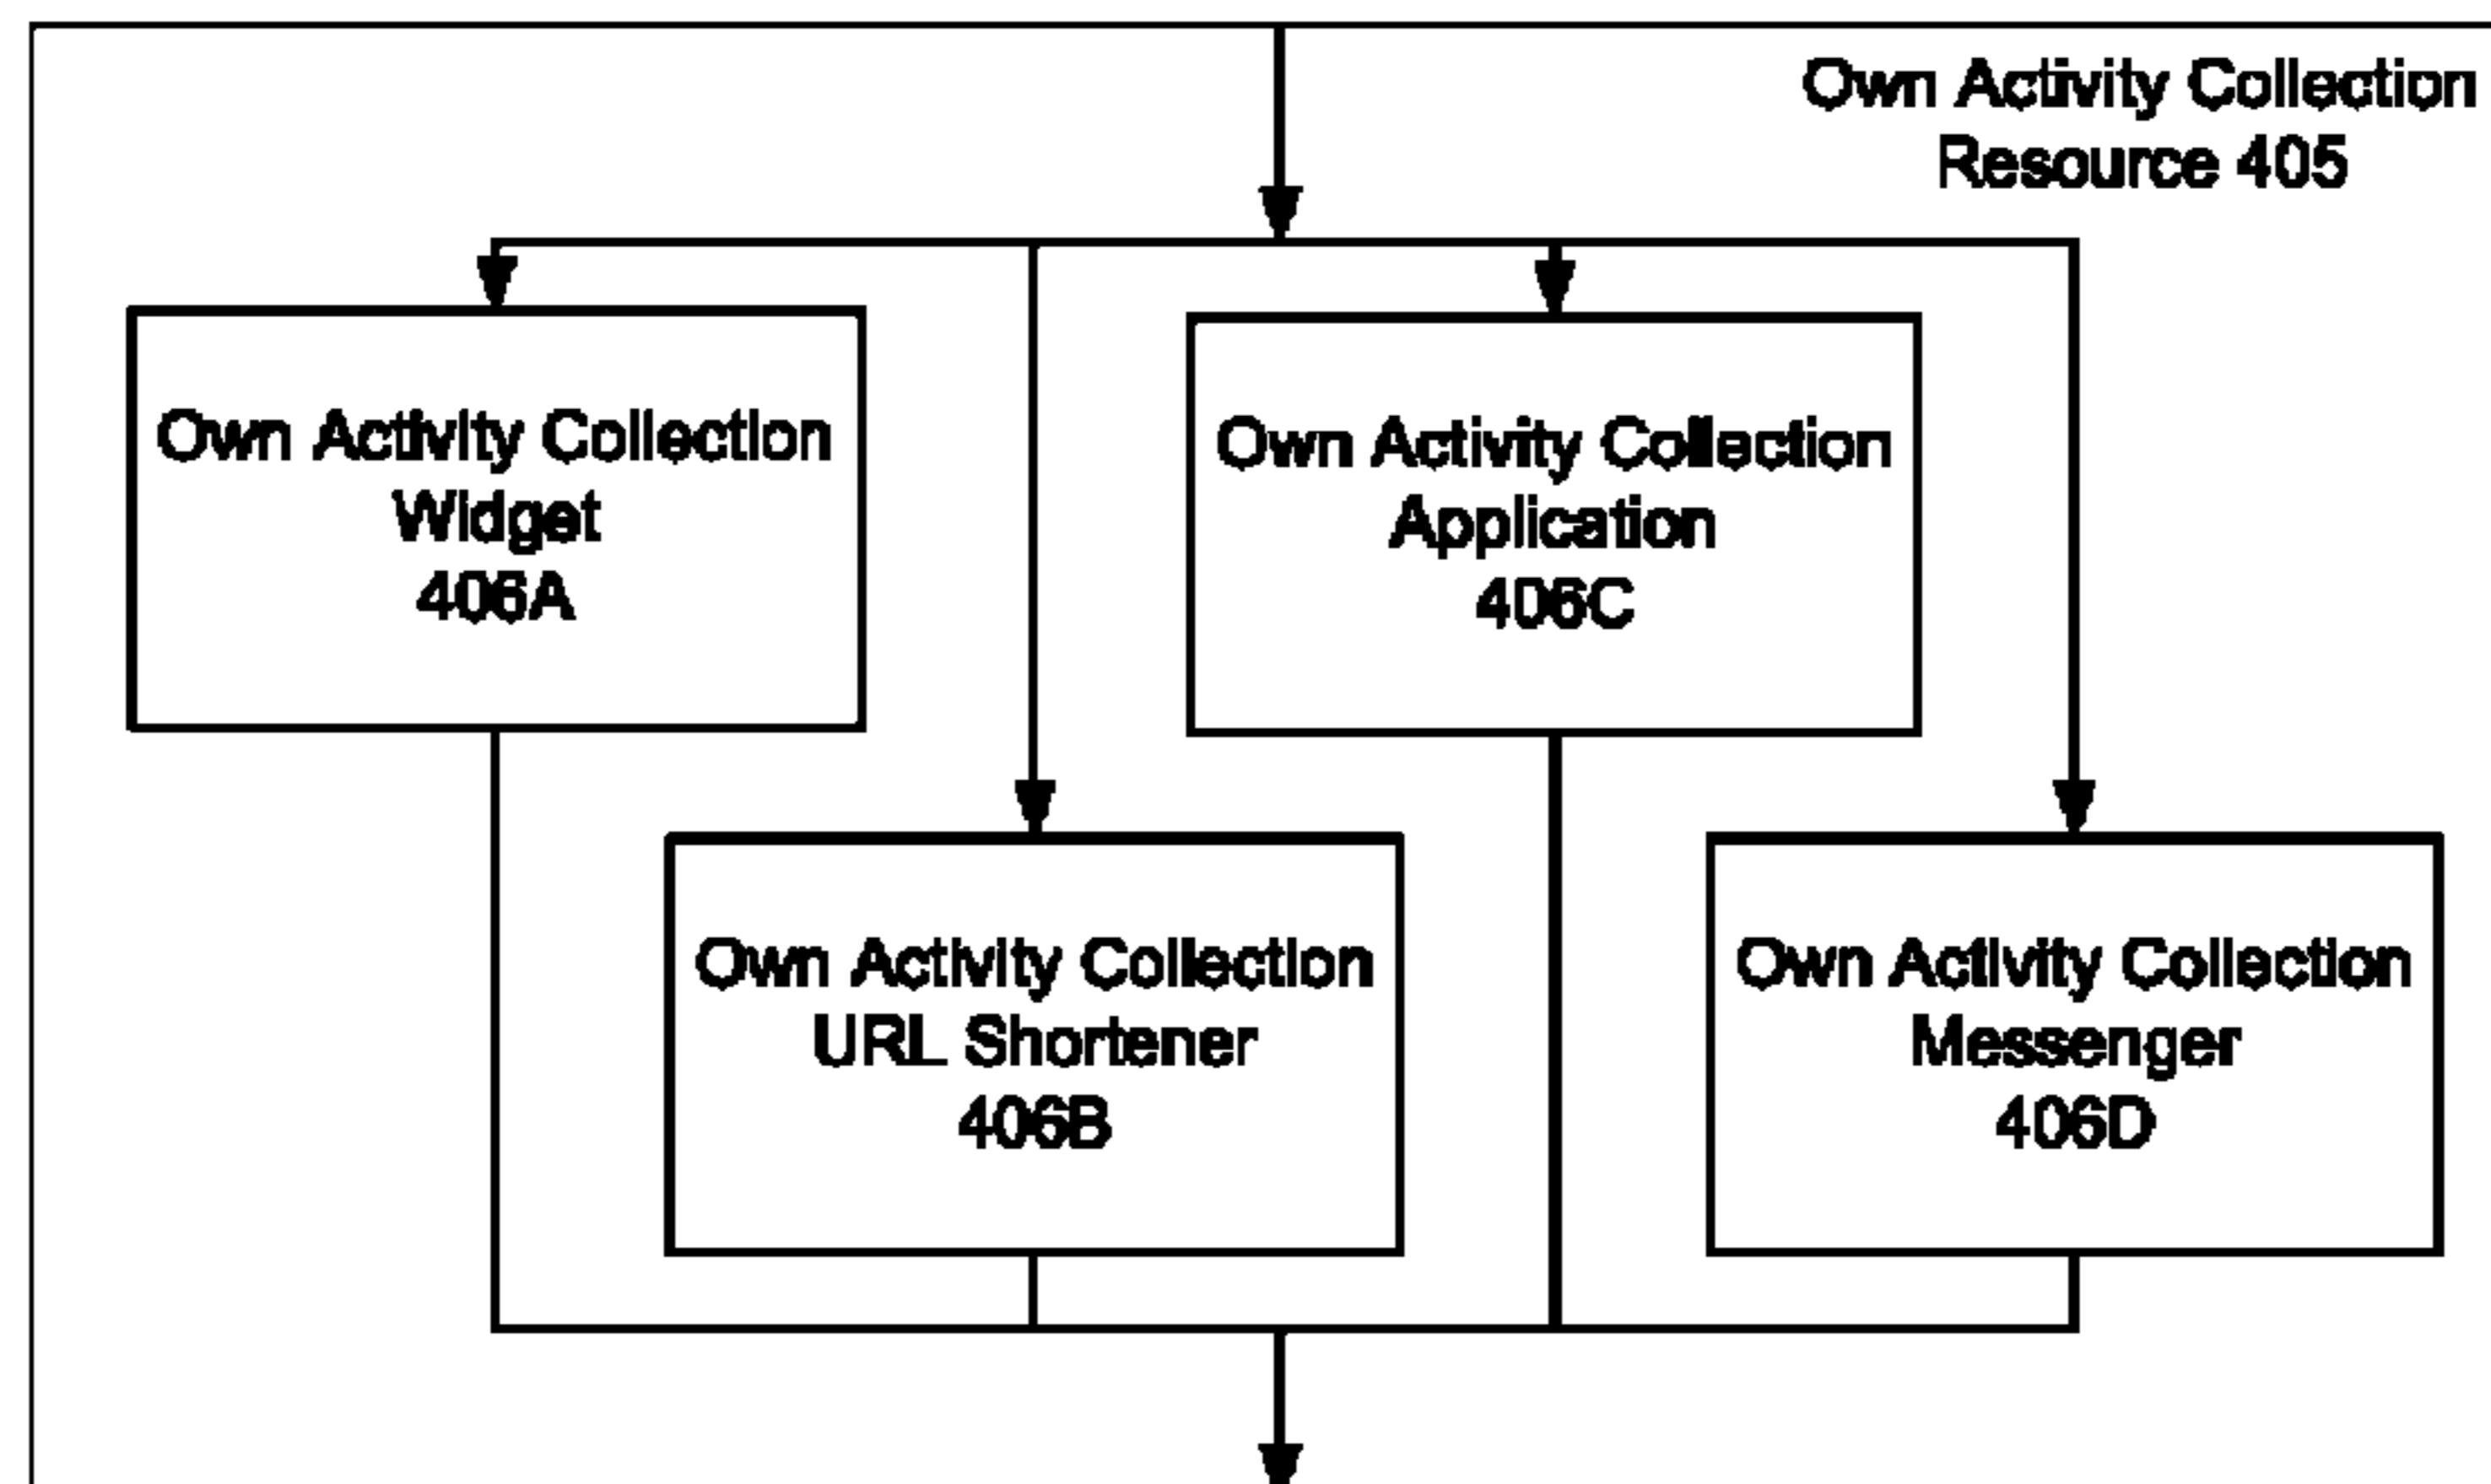 Own Activity Collection
Resource 405
Own Activity Collection
Widget
406A
Own Activity Collection
Application
406C
Own Activity Collection
URL Shortener
406B
Own Activity Collection
Messenger
406D